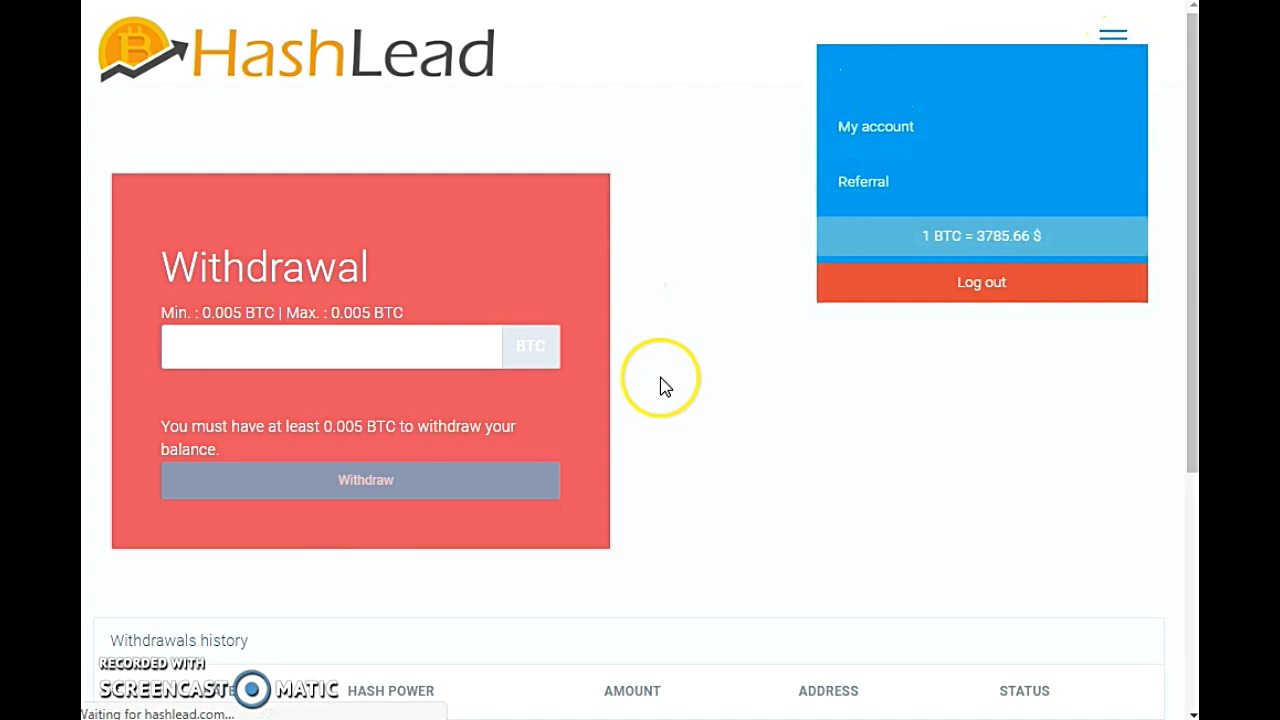 HashLead
My account
Referral
1 BTC = 3785.66 $
Log out
Withdrawal
Min. : 0.005 BTC | Max. : 0.005 BTC
BTC
You must have at least 0.005 BTC to withdraw your
balance.
Withdraw
Withdrawals history
RECORDED WITH
SCREENCAST MATIC
HASH POWER
AMOUNT
ADDRESS
STATUS
Waiting for hashlead.com...